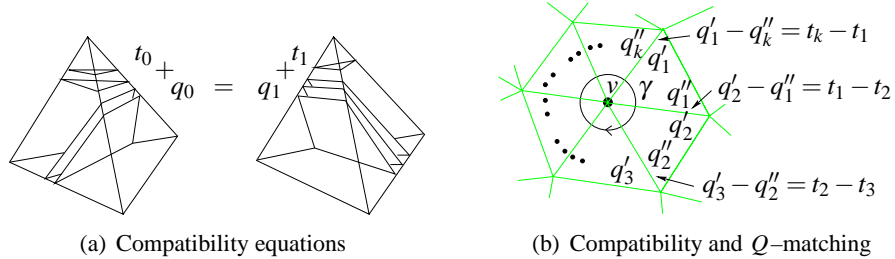 t₀ + q₀ = q₁ + t₁
(a) Compatibility equations
q″ₖ q′₁ − q″ₖ = tₖ − t₁
q′₁
v γ q″₁ q′₂ − q″₁ = t₁ − t₂
q′₂
q″₂
q′₃ q′₃ − q″₂ = t₂ − t₃
(b) Compatibility and Q–matching